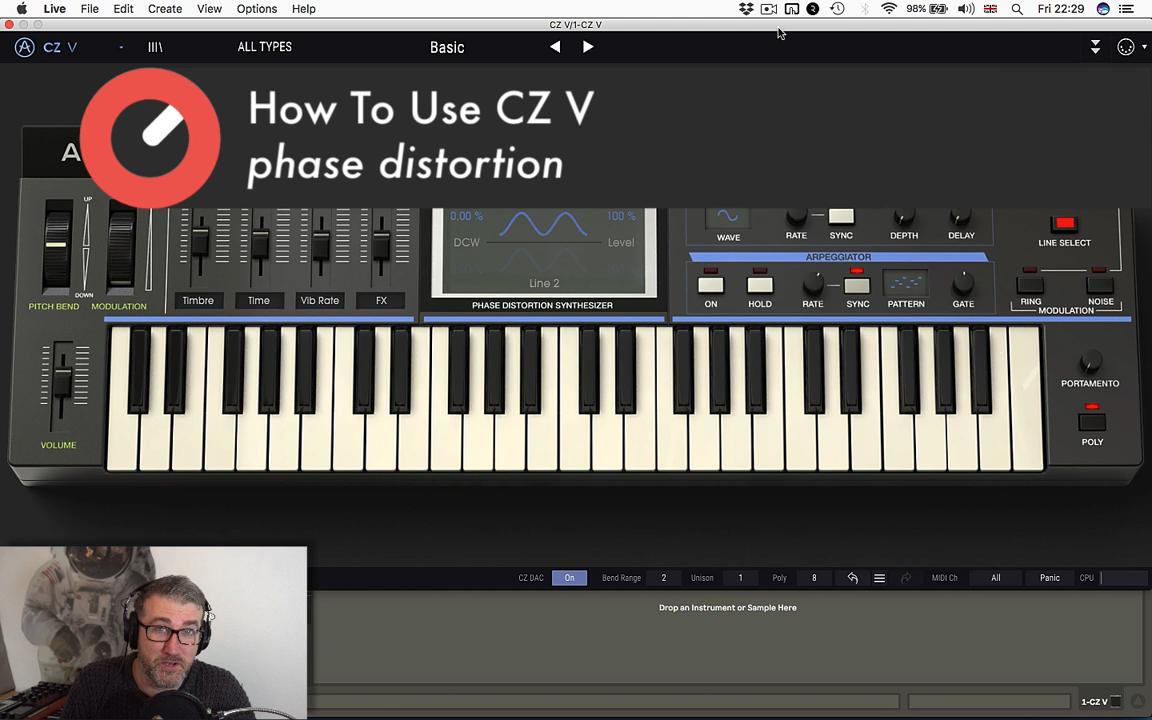 Live File Edit View Options Help 98% Fri 22:29
CZ V/1-CZ V
CZ V ALL TYPES Basic
How To Use CZ V
phase distortion
A
UP
DOWN
PITCH BEND MODULATION
Timbre Time Vib Rate FX
0.00 % 100 %
DCW Level
Line 2
PHASE DISTORTION SYNTHESIZER
WAVE RATE SYNC DEPTH DELAY
ARPEGGIATOR
ON HOLD RATE SYNC PATTERN GATE
LINE SELECT
RING NOISE
MODULATION
VOLUME
PORTAMENTO
POLY
CZ DAC On Bend Range 2 Unison 1 Poly 8 MIDI Ch All Panic CPU
Drop an Instrument or Sample Here
1-CZ V